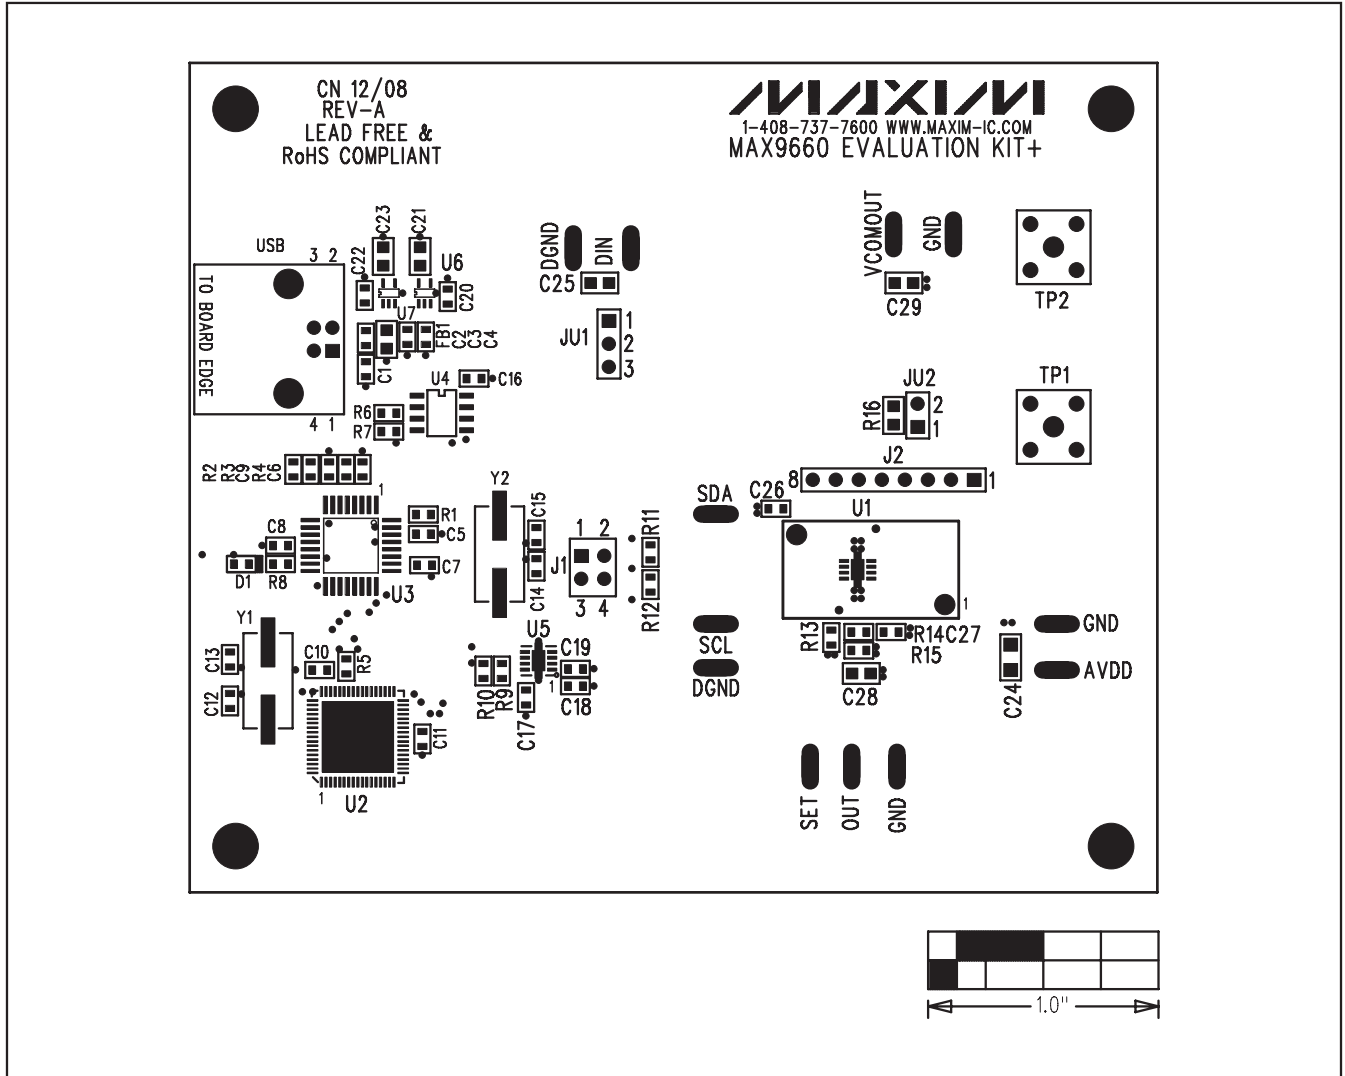 CN 12/08
REV-A
LEAD FREE &
RoHS COMPLIANT
MAXIM
1-408-737-7600 WWW.MAXIM-IC.COM
MAX9660 EVALUATION KIT+
C23
C21
USB
3 2
C22
U6
C20
U7
TO BOARD EDGE
FB1
C2
C3
C4
C1
4 1
DGND
DIN
C25
JU1
1
2
3
VCOMOUT
GND
C29
TP2
TP1
JU2
R16
2
1
J2
8
1
U4
C16
R6
R7
R2
R3
C9
R4
C6
1
Y2
C15
R1
C5
C7
C8
D1
R8
U3
C14
J1
1 2
3 4
R11
R12
SDA
C26
U1
1
SCL
DGND
R13
R14
C27
R15
C28
GND
AVDD
C24
Y1
C13
C12
C10
R5
U5
1
C19
C18
R10
R9
C17
C11
1
U2
SET
OUT
GND
1.0"